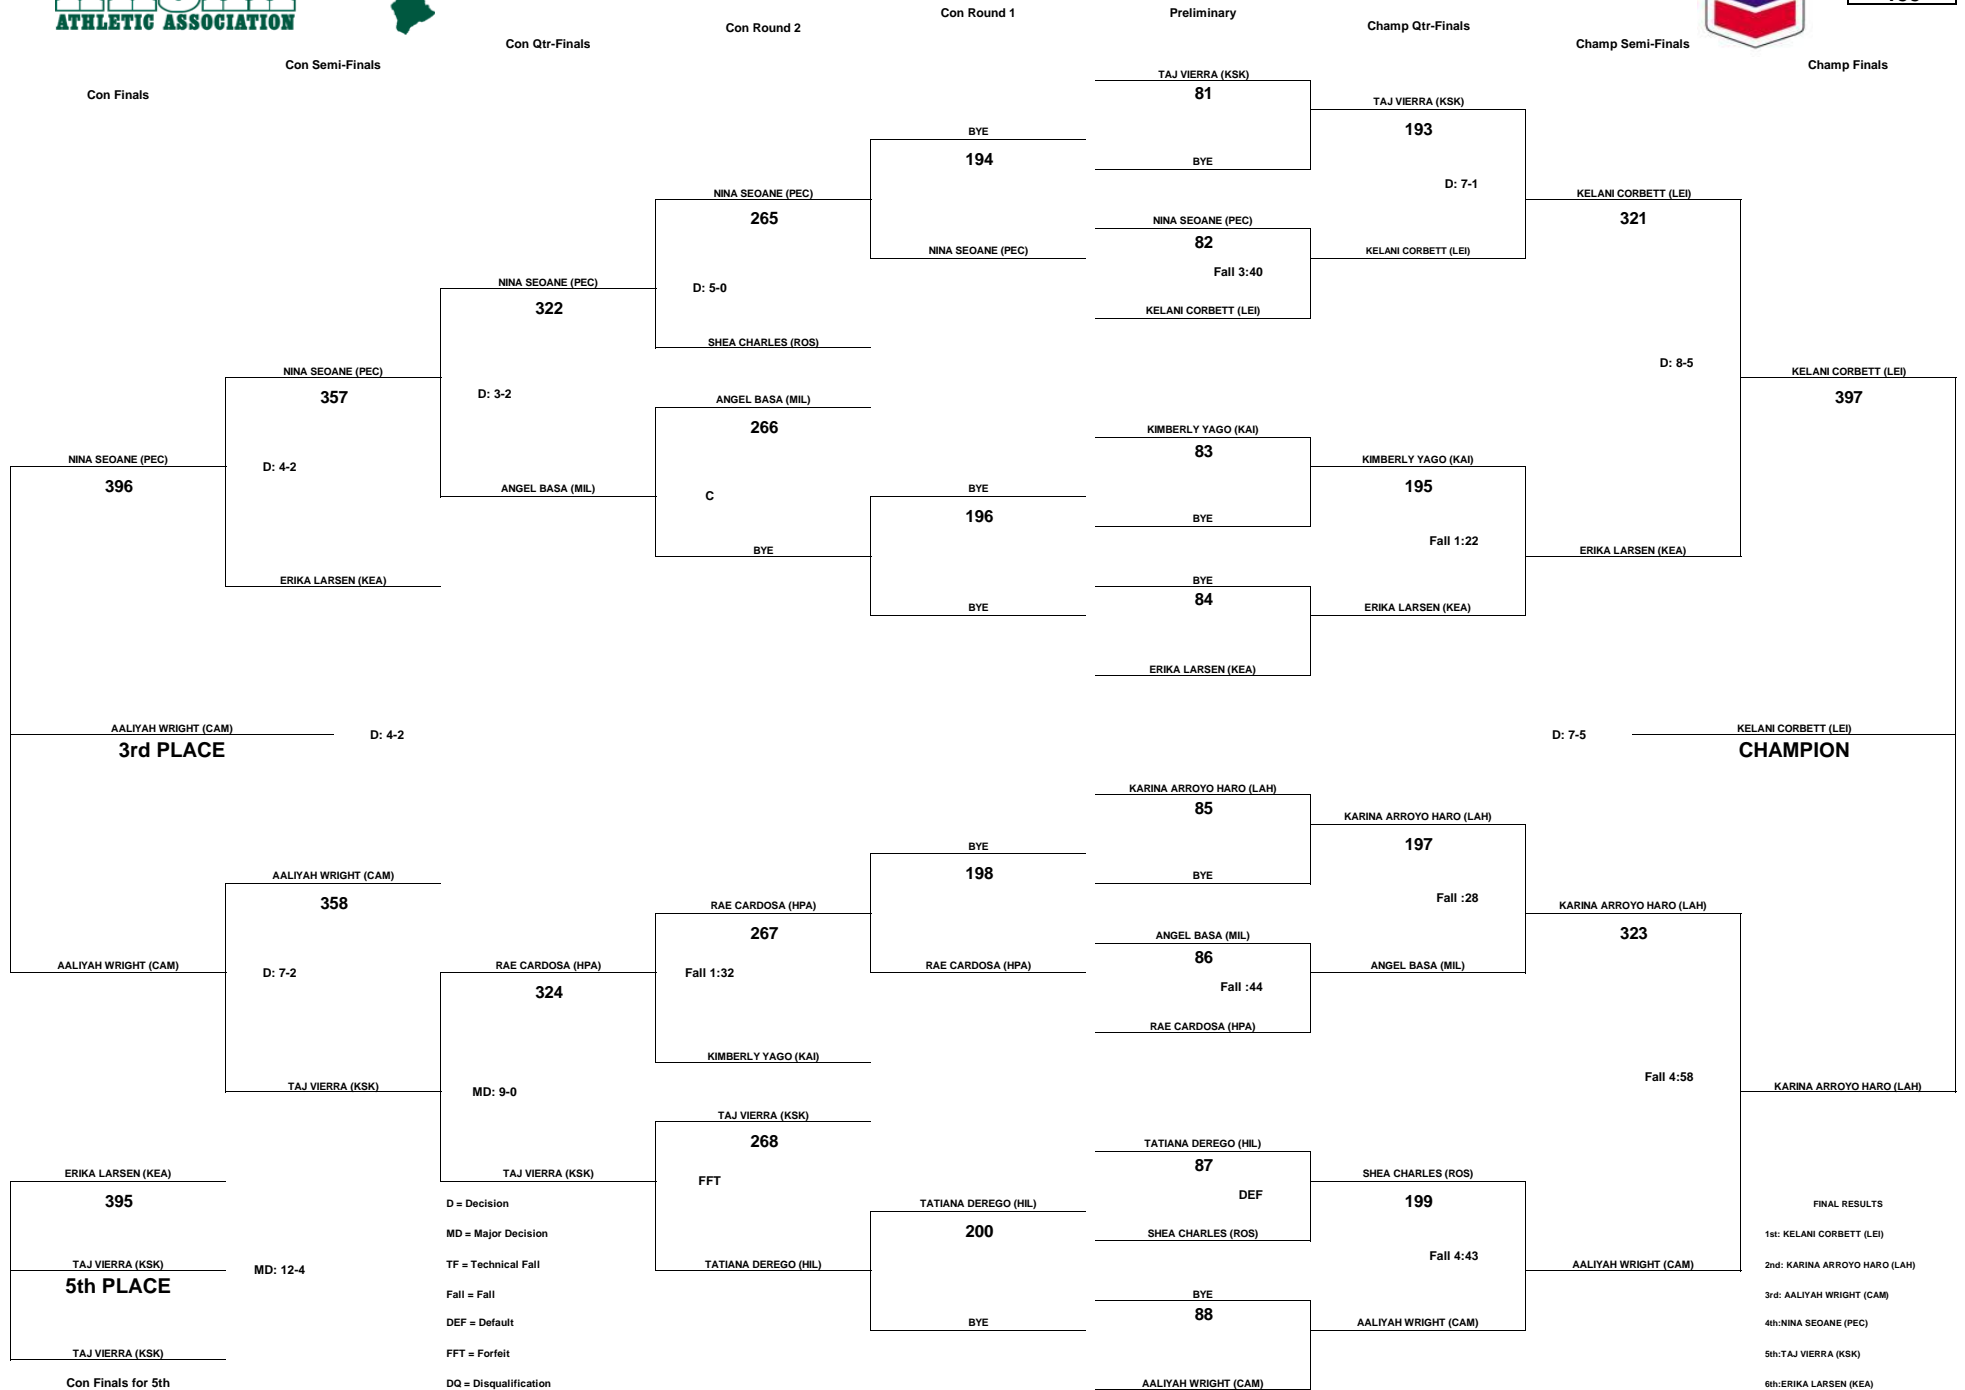 ATHLETIC ASSOCIATION
Con Finals
Con Semi-Finals
Con Qtr-Finals
Con Round 2
Con Round 1
Preliminary
Champ Qtr-Finals
Champ Semi-Finals
Champ Finals
TAJ VIERRA (KSK)
81
BYE
NINA SEOANE (PEC)
82
Fall 3:40
KELANI CORBETT (LEI)
KIMBERLY YAGO (KAI)
83
BYE
BYE
84
ERIKA LARSEN (KEA)
KARINA ARROYO HARO (LAH)
85
BYE
ANGEL BASA (MIL)
86
Fall :44
RAE CARDOSA (HPA)
TATIANA DEREGO (HIL)
87
DEF
SHEA CHARLES (ROS)
BYE
88
AALIYAH WRIGHT (CAM)
TAJ VIERRA (KSK)
193
D: 7-1
KELANI CORBETT (LEI)
KIMBERLY YAGO (KAI)
195
Fall 1:22
ERIKA LARSEN (KEA)
KARINA ARROYO HARO (LAH)
197
Fall :28
ANGEL BASA (MIL)
SHEA CHARLES (ROS)
199
Fall 4:43
AALIYAH WRIGHT (CAM)
KELANI CORBETT (LEI)
321
D: 8-5
ERIKA LARSEN (KEA)
KARINA ARROYO HARO (LAH)
323
Fall 4:58
AALIYAH WRIGHT (CAM)
KELANI CORBETT (LEI)
397
D: 7-5
KELANI CORBETT (LEI)
CHAMPION
KARINA ARROYO HARO (LAH)
BYE
194
NINA SEOANE (PEC)
BYE
196
BYE
BYE
198
RAE CARDOSA (HPA)
TATIANA DEREGO (HIL)
200
BYE
NINA SEOANE (PEC)
265
D: 5-0
SHEA CHARLES (ROS)
ANGEL BASA (MIL)
266
C
BYE
RAE CARDOSA (HPA)
267
Fall 1:32
KIMBERLY YAGO (KAI)
TAJ VIERRA (KSK)
268
FFT
TATIANA DEREGO (HIL)
NINA SEOANE (PEC)
322
D: 3-2
ANGEL BASA (MIL)
RAE CARDOSA (HPA)
324
MD: 9-0
TAJ VIERRA (KSK)
NINA SEOANE (PEC)
357
D: 4-2
ERIKA LARSEN (KEA)
AALIYAH WRIGHT (CAM)
358
D: 7-2
TAJ VIERRA (KSK)
NINA SEOANE (PEC)
396
AALIYAH WRIGHT (CAM)
3rd PLACE
D: 4-2
AALIYAH WRIGHT (CAM)
ERIKA LARSEN (KEA)
395
TAJ VIERRA (KSK)
5th PLACE
MD: 12-4
TAJ VIERRA (KSK)
Con Finals for 5th
D = Decision
MD = Major Decision
TF = Technical Fall
Fall = Fall
DEF = Default
FFT = Forfeit
DQ = Disqualification
FINAL RESULTS
1st: KELANI CORBETT (LEI)
2nd: KARINA ARROYO HARO (LAH)
3rd: AALIYAH WRIGHT (CAM)
4th:NINA SEOANE (PEC)
5th:TAJ VIERRA (KSK)
6th:ERIKA LARSEN (KEA)